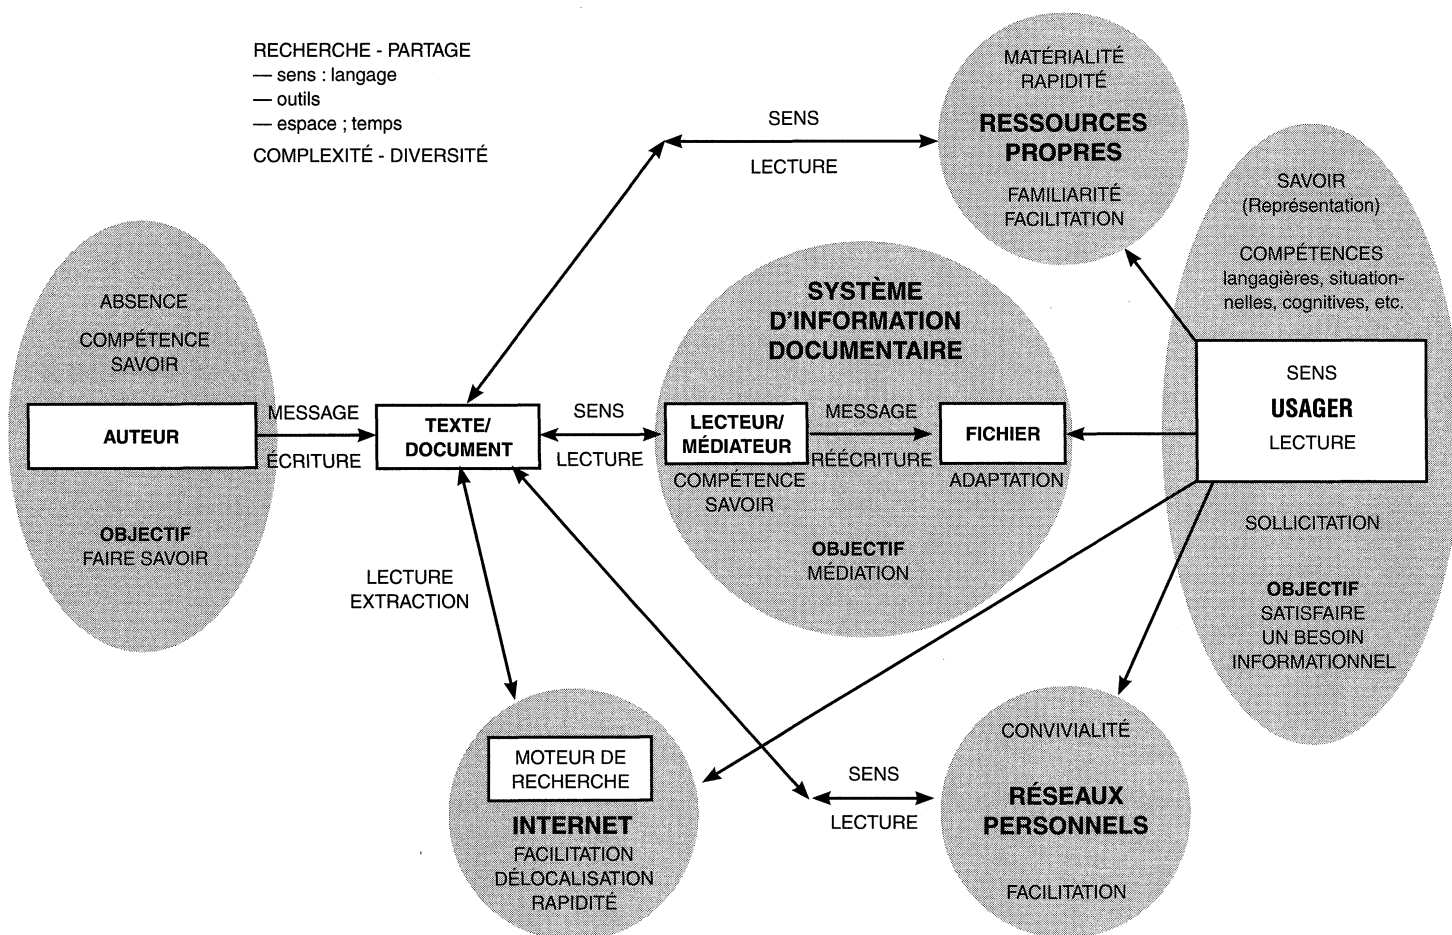 RECHERCHE - PARTAGE
— sens : langage
— outils
— espace ; temps
COMPLEXITÉ - DIVERSITÉ
MATÉRIALITÉ
RAPIDITÉ
RESSOURCES
PROPRES
FAMILIARITÉ
FACILITATION
SENS
LECTURE
SAVOIR
(Représentation)
COMPÉTENCES
langagières, situation-
nelles, cognitives, etc.
SENS
USAGER
LECTURE
SOLLICITATION
OBJECTIF
SATISFAIRE
UN BESOIN
INFORMATIONNEL
ABSENCE
COMPÉTENCE
SAVOIR
AUTEUR
OBJECTIF
FAIRE SAVOIR
MESSAGE
ÉCRITURE
TEXTE/
DOCUMENT
SENS
LECTURE
SYSTÈME
D'INFORMATION
DOCUMENTAIRE
LECTEUR/
MÉDIATEUR
COMPÉTENCE
SAVOIR
MESSAGE
RÉÉCRITURE
FICHIER
ADAPTATION
OBJECTIF
MÉDIATION
LECTURE
EXTRACTION
MOTEUR DE
RECHERCHE
INTERNET
FACILITATION
DÉLOCALISATION
RAPIDITÉ
SENS
LECTURE
CONVIVIALITÉ
RÉSEAUX
PERSONNELS
FACILITATION